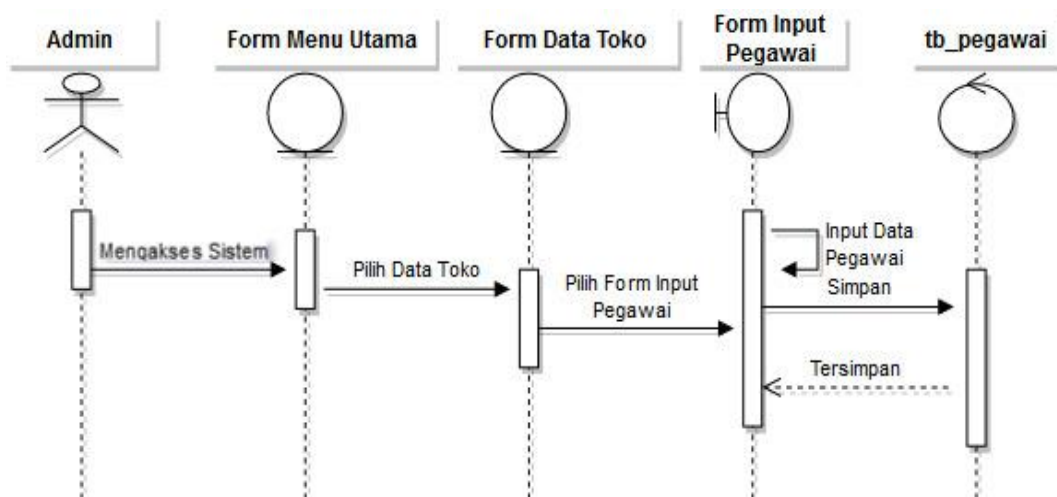 Admin
Form Menu Utama
Form Data Toko
Form Input
Pegawai
tb_pegawai
Mengakses Sistem
Pilih Data Toko
Pilih Form Input
Pegawai
Input Data
Pegawai
Simpan
Tersimpan